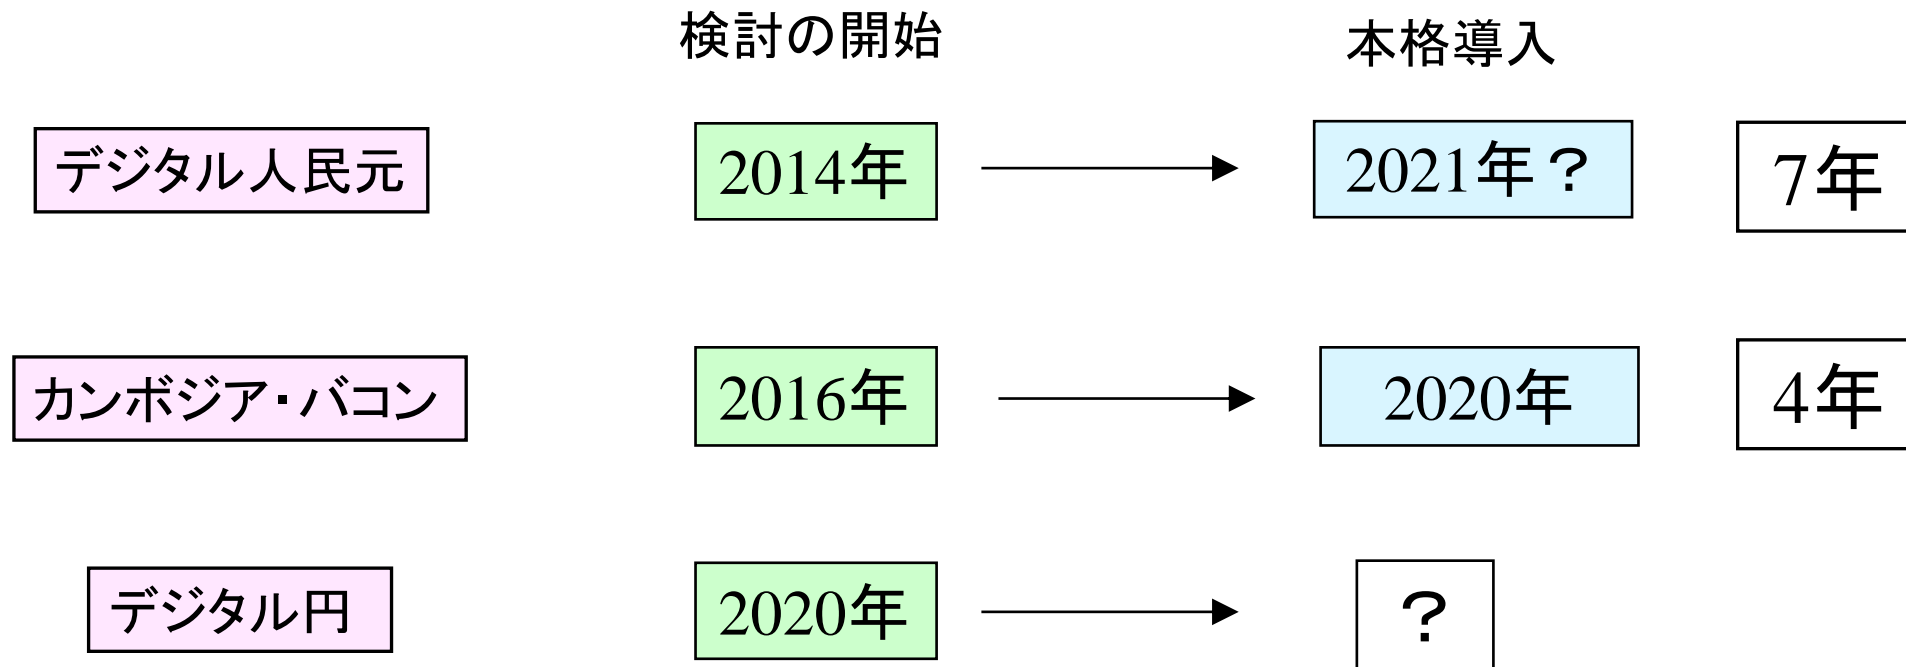 検討の開始 本格導入
デジタル人民元 2014年 2021年？ 7年
カンボジア・バコン 2016年 2020年 4年
デジタル円 2020年 ？